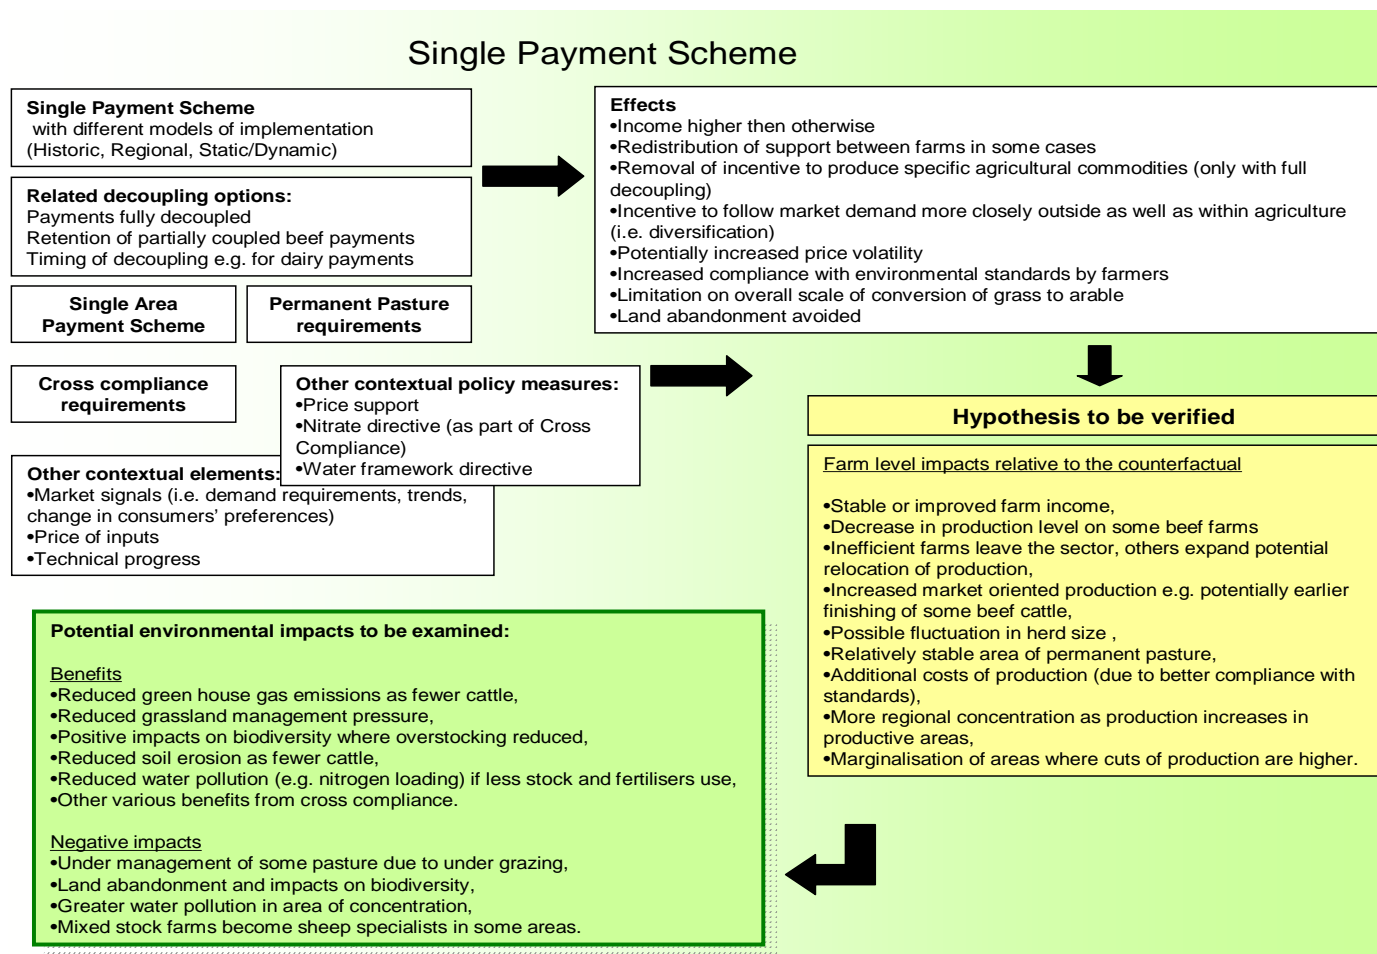 Single Payment Scheme
Single Payment Scheme
with different models of implementation
(Historic, Regional, Static/Dynamic)
Related decoupling options:
Payments fully decoupled
Retention of partially coupled beef payments
Timing of decoupling e.g. for dairy payments
Single Area
Payment Scheme
Permanent Pasture
requirements
Cross compliance
requirements
Other contextual policy measures:
•Price support
•Nitrate directive (as part of Cross
Compliance)
•Water framework directive
Other contextual elements:
•Market signals (i.e. demand requirements, trends,
change in consumers’ preferences)
•Price of inputs
•Technical progress
Effects
•Income higher then otherwise
•Redistribution of support between farms in some cases
•Removal of incentive to produce specific agricultural commodities (only with full
decoupling)
•Incentive to follow market demand more closely outside as well as within agriculture
(i.e. diversification)
•Potentially increased price volatility
•Increased compliance with environmental standards by farmers
•Limitation on overall scale of conversion of grass to arable
•Land abandonment avoided
Hypothesis to be verified
Farm level impacts relative to the counterfactual
•Stable or improved farm income,
•Decrease in production level on some beef farms
•Inefficient farms leave the sector, others expand potential
relocation of production,
•Increased market oriented production e.g. potentially earlier
finishing of some beef cattle,
•Possible fluctuation in herd size ,
•Relatively stable area of permanent pasture,
•Additional costs of production (due to better compliance with
standards),
•More regional concentration as production increases in
productive areas,
•Marginalisation of areas where cuts of production are higher.
Potential environmental impacts to be examined:
Benefits
•Reduced green house gas emissions as fewer cattle,
•Reduced grassland management pressure,
•Positive impacts on biodiversity where overstocking reduced,
•Reduced soil erosion as fewer cattle,
•Reduced water pollution (e.g. nitrogen loading) if less stock and fertilisers use,
•Other various benefits from cross compliance.
Negative impacts
•Under management of some pasture due to under grazing,
•Land abandonment and impacts on biodiversity,
•Greater water pollution in area of concentration,
•Mixed stock farms become sheep specialists in some areas.